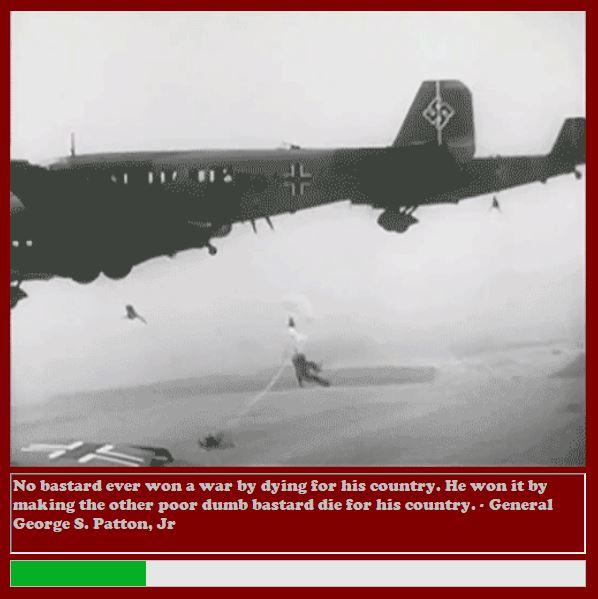 No bastard ever won a war by dying for his country. He won it by
making the other poor dumb bastard die for his country. - General
George S. Patton, Jr